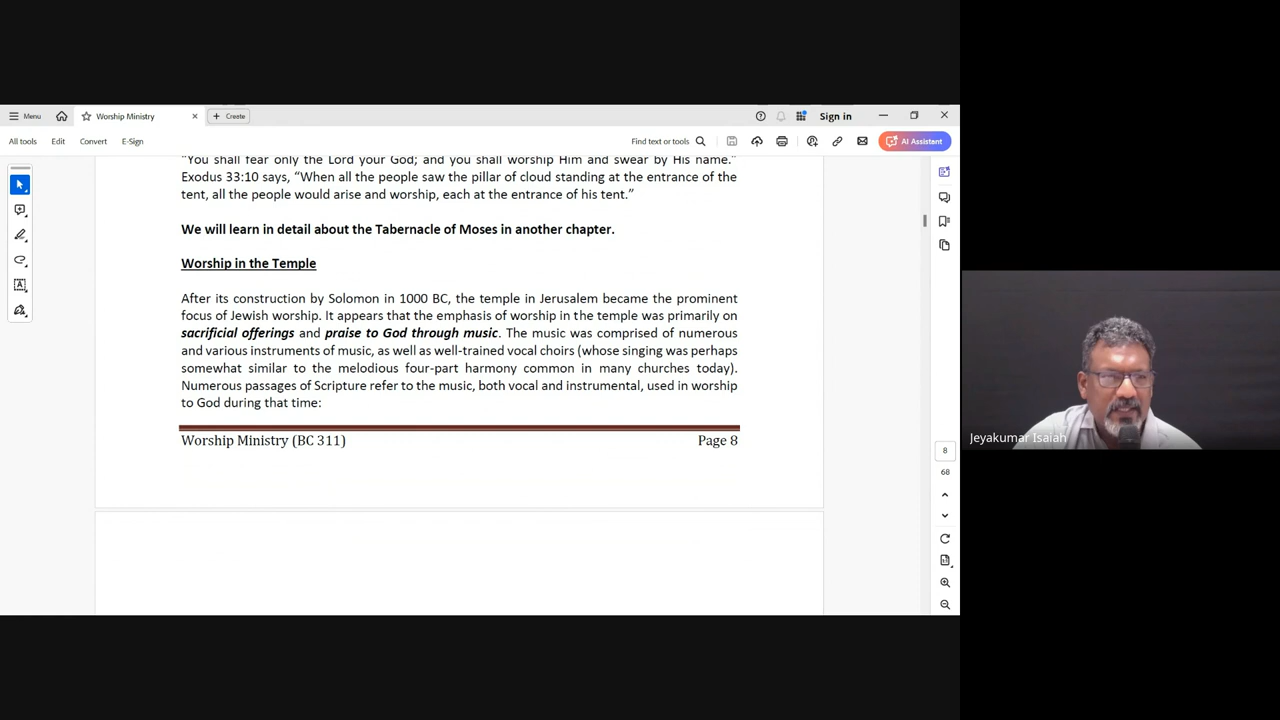 Menu
Worship Ministry
Create
Sign in
All tools
Edit
Convert
E-Sign
Find text or tools
AI Assistant
"You shall fear only the Lord your God; and you shall worship Him and swear by His name."
Exodus 33:10 says, "When all the people saw the pillar of cloud standing at the entrance of the
tent, all the people would arise and worship, each at the entrance of his tent."
We will learn in detail about the Tabernacle of Moses in another chapter.
Worship in the Temple
After its construction by Solomon in 1000 BC, the temple in Jerusalem became the prominent
focus of Jewish worship. It appears that the emphasis of worship in the temple was primarily on
sacrificial offerings and praise to God through music. The music was comprised of numerous
and various instruments of music, as well as well-trained vocal choirs (whose singing was perhaps
somewhat similar to the melodious four-part harmony common in many churches today).
Numerous passages of Scripture refer to the music, both vocal and instrumental, used in worship
to God during that time:
Worship Ministry (BC 311)
Page 8
8
68
Jeyakumar Isaiah